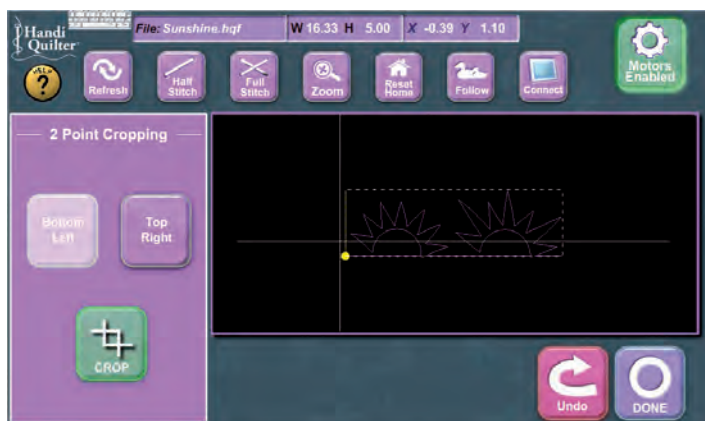 Handi
Quilter
File: Sunshine.hqf
W 16.33 H 5.00
X -0.39 Y 1.10
Motors
Enabled
HELP
?
Refresh
Half
Stitch
Full
Stitch
Zoom
Reset
Home
Follow
Connect
2 Point Cropping
Bottom
Left
Top
Right
CROP
Undo
DONE